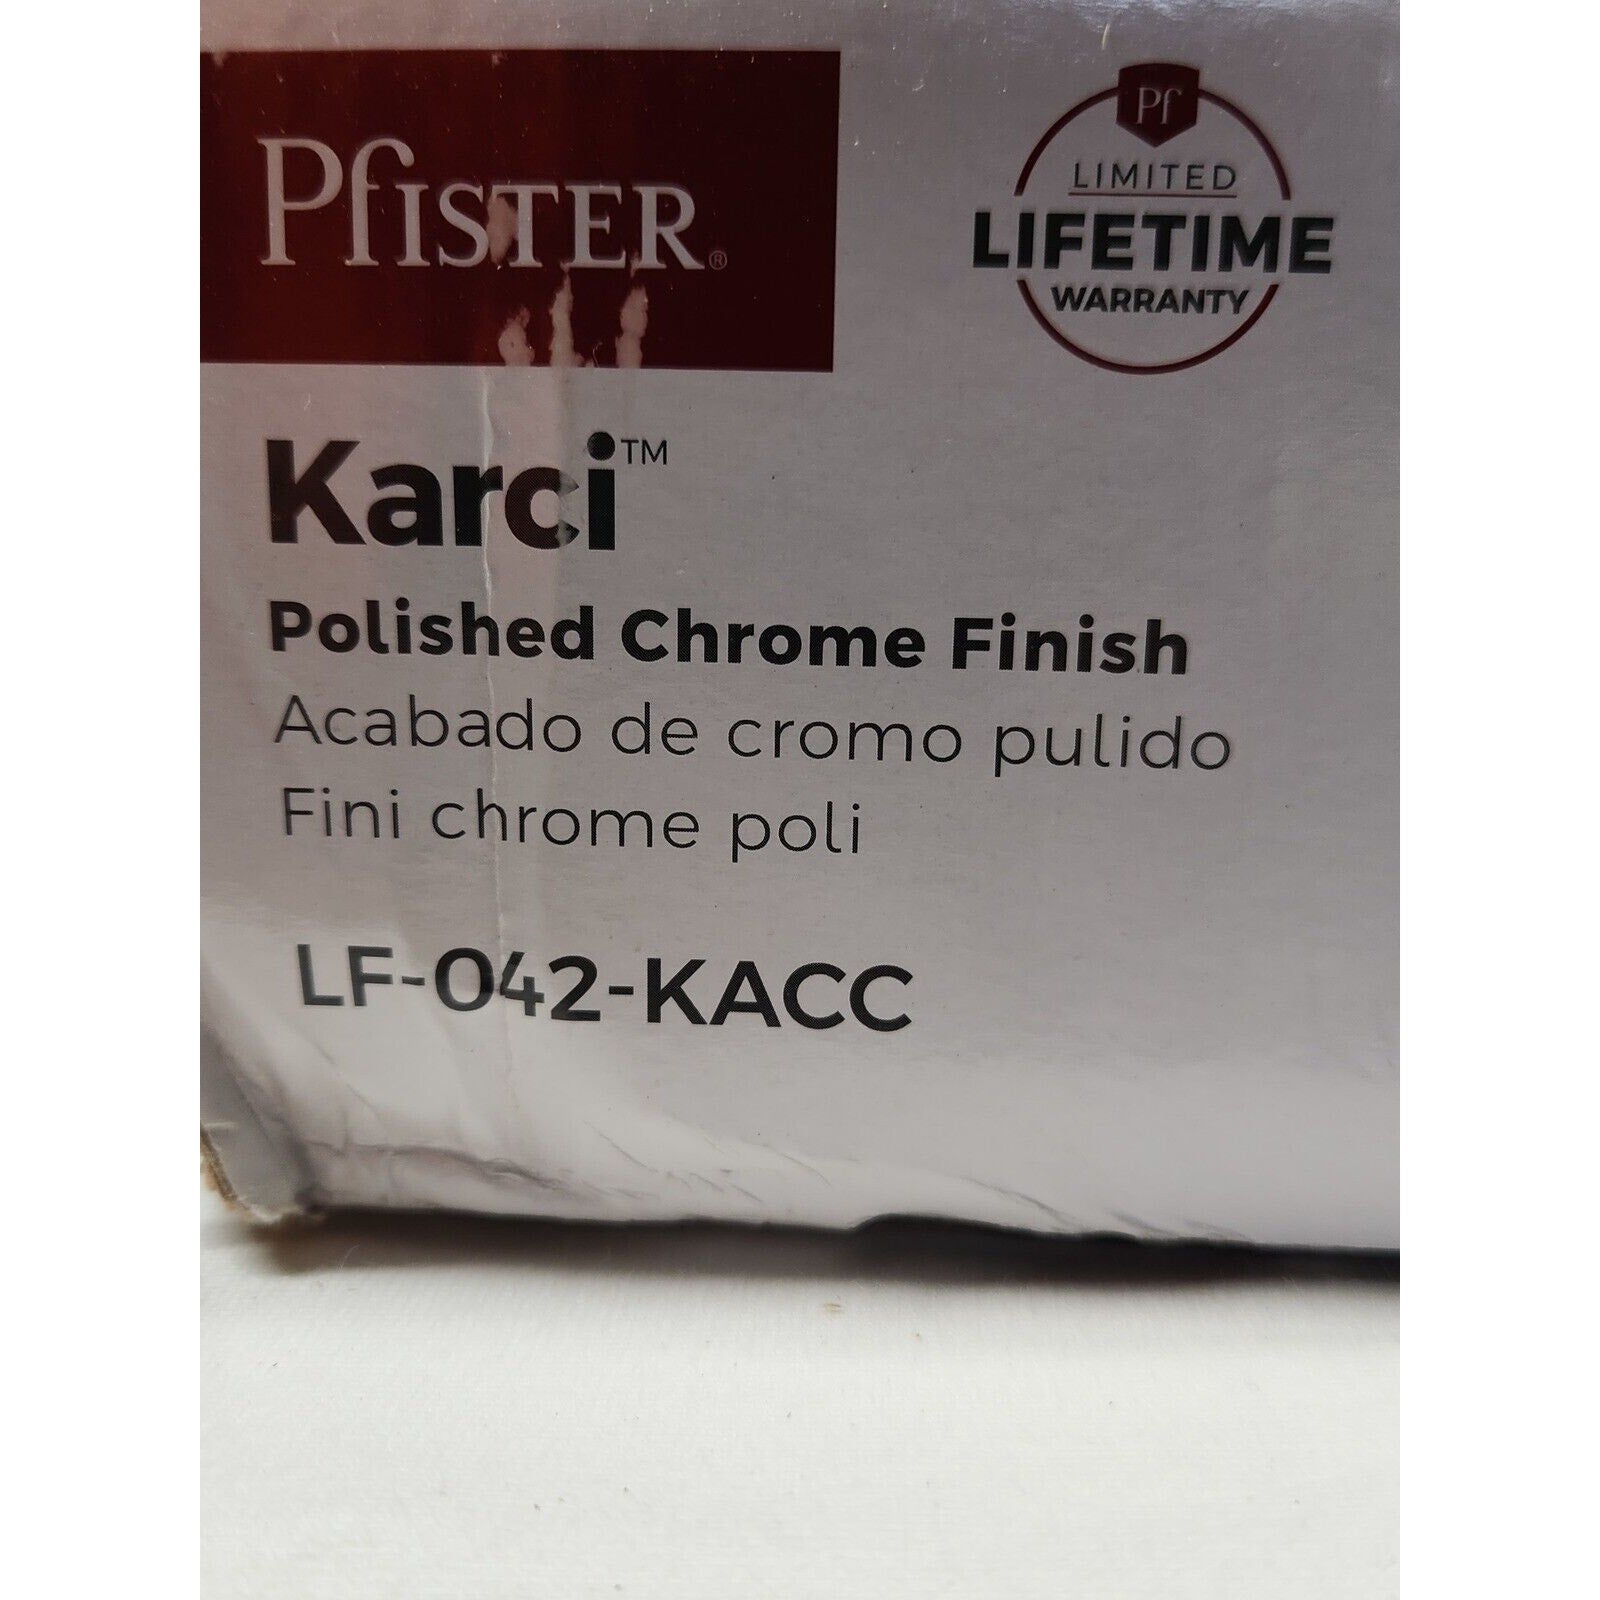 Pfister®
Pf
LIMITED
LIFETIME
WARRANTY
Karci™
Polished Chrome Finish
Acabado de cromo pulido
Fini chrome poli
LF-042-KACC